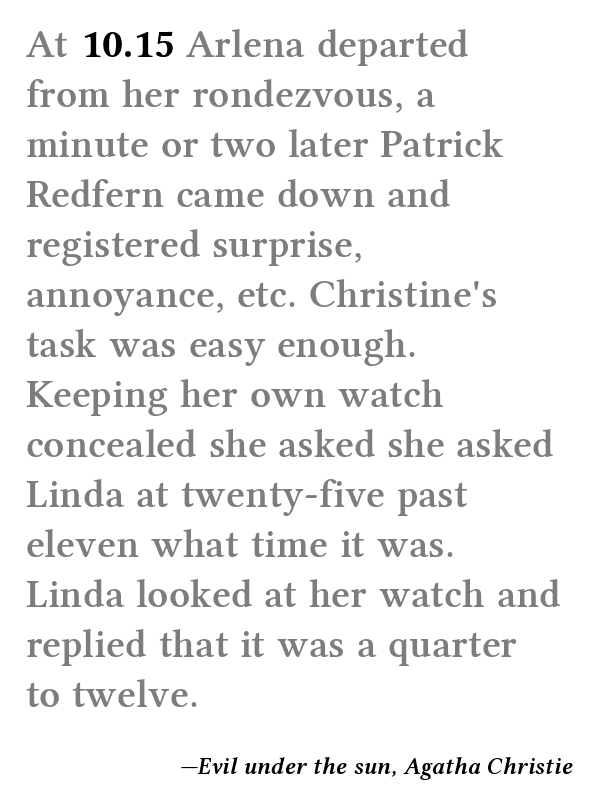 At 10.15 Arlena departed
from her rondezvous, a
minute or two later Patrick
Redfern came down and
registered surprise,
annoyance, etc. Christine's
task was easy enough.
Keeping her own watch
concealed she asked she asked
Linda at twenty-five past
eleven what time it was.
Linda looked at her watch and
replied that it was a quarter
to twelve.
—Evil under the sun, Agatha Christie